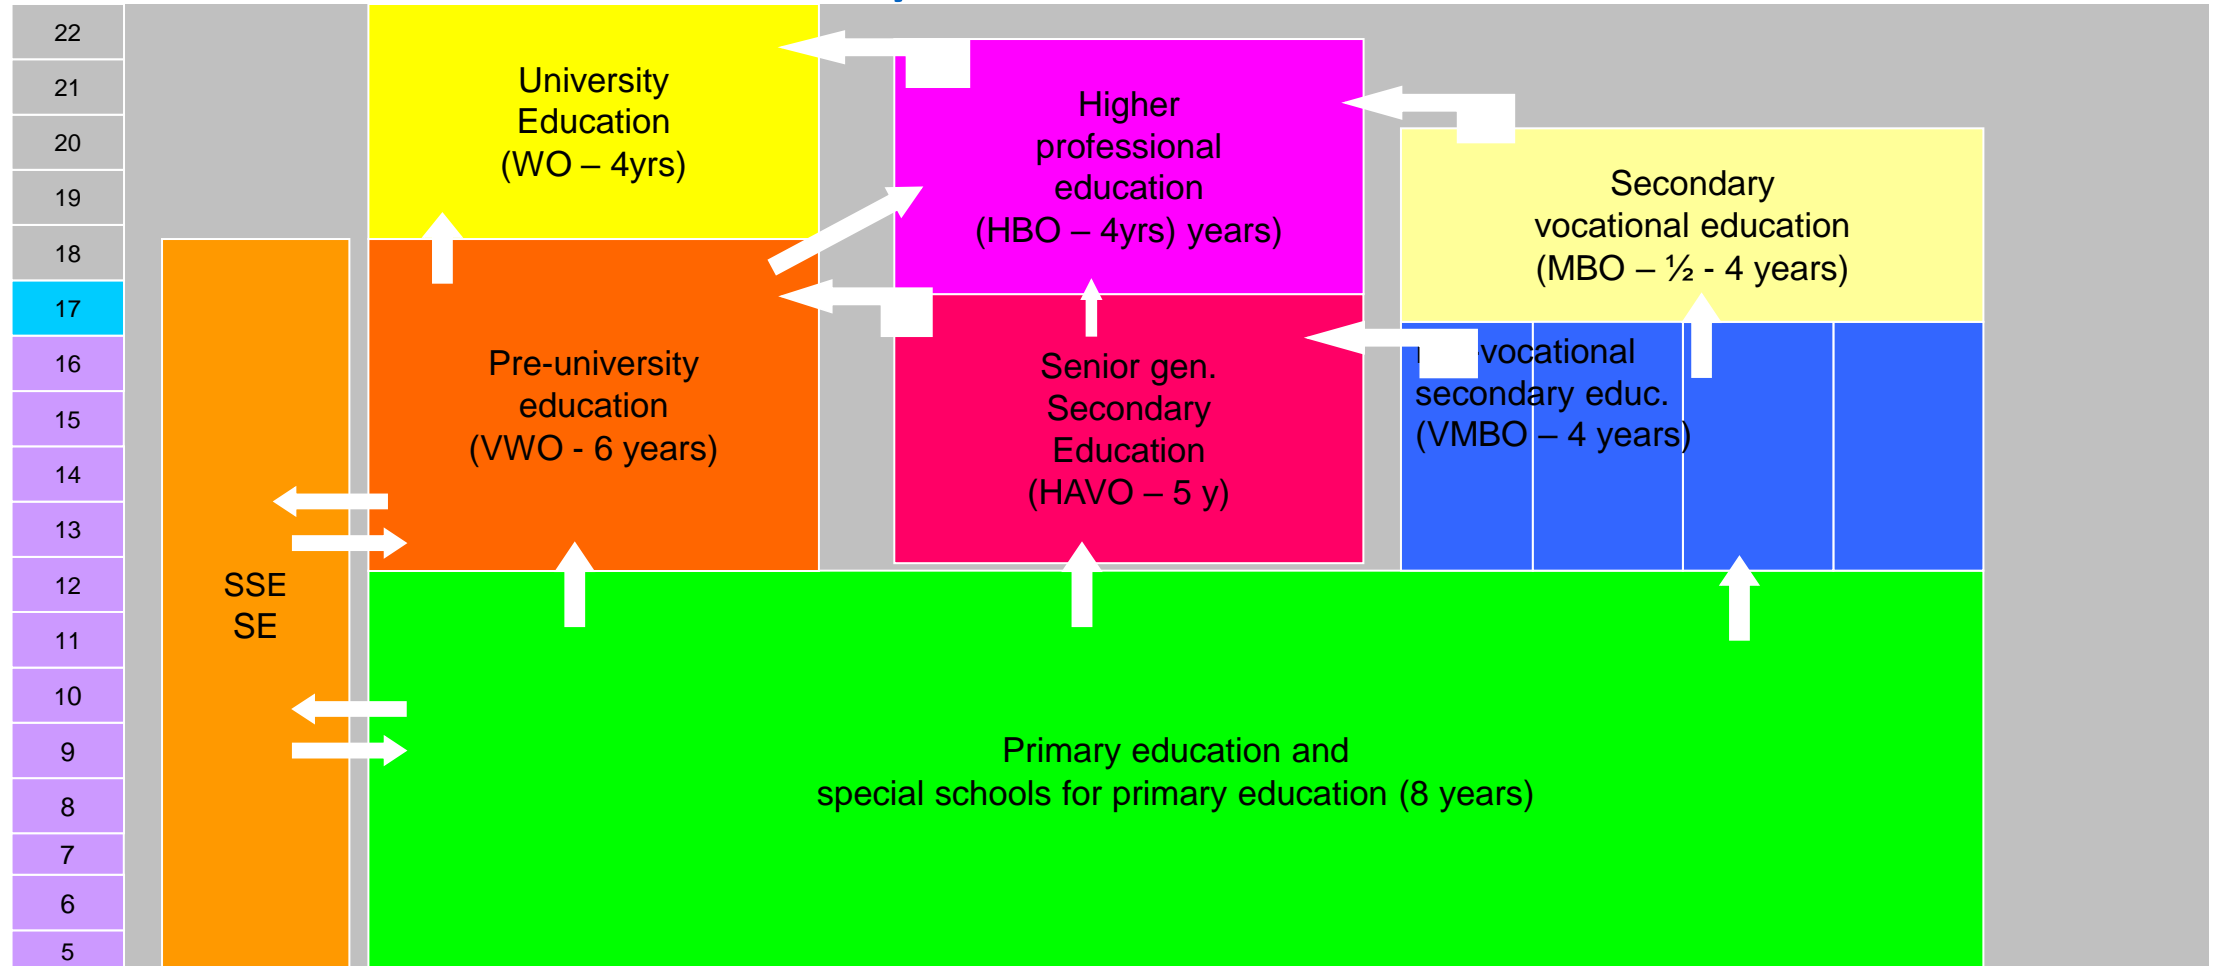 22
21
20
19
18
17
16
15
14
13
12
11
10
9
8
7
6
5
University
Education
(WO – 4yrs)
Higher
professional
education
(HBO – 4yrs) years)
Secondary
vocational education
(MBO – ½ - 4 years)
Pre-university
education
(VWO - 6 years)
Senior gen.
Secondary
Education
(HAVO – 5 y)
-vocational
secondary educ.
(VMBO – 4 years)
SSE
SE
Primary education and
special schools for primary education (8 years)